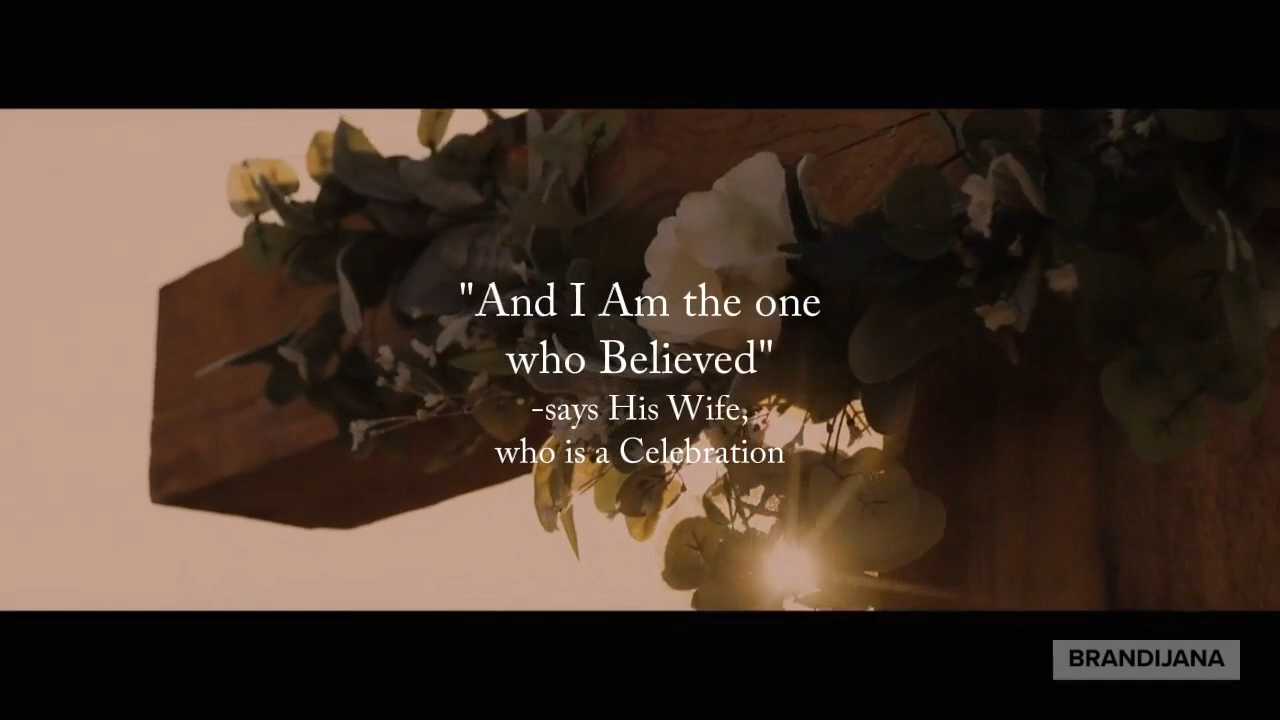 "And I Am the one
who Believed"
-says His Wife,
who is a Celebration
BRANDIJANA